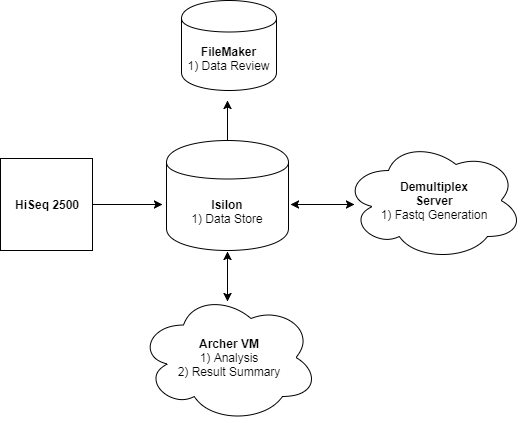 FileMaker
1) Data Review
HiSeq 2500
Isilon
1) Data Store
Demultiplex
Server
1) Fastq Generation
Archer VM
1) Analysis
2) Result Summary